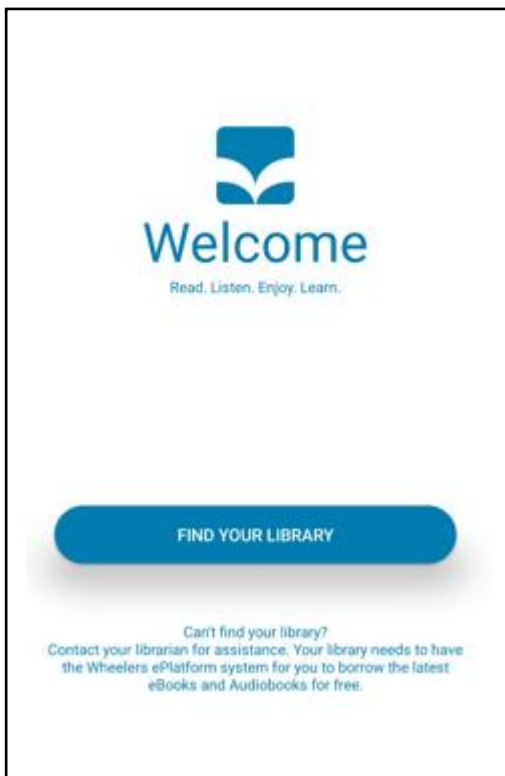 Welcome
Read. Listen. Enjoy. Learn.
FIND YOUR LIBRARY
Can't find your library?
Contact your librarian for assistance. Your library needs to have
the Wheelers ePlatform system for you to borrow the latest
eBooks and Audiobooks for free.